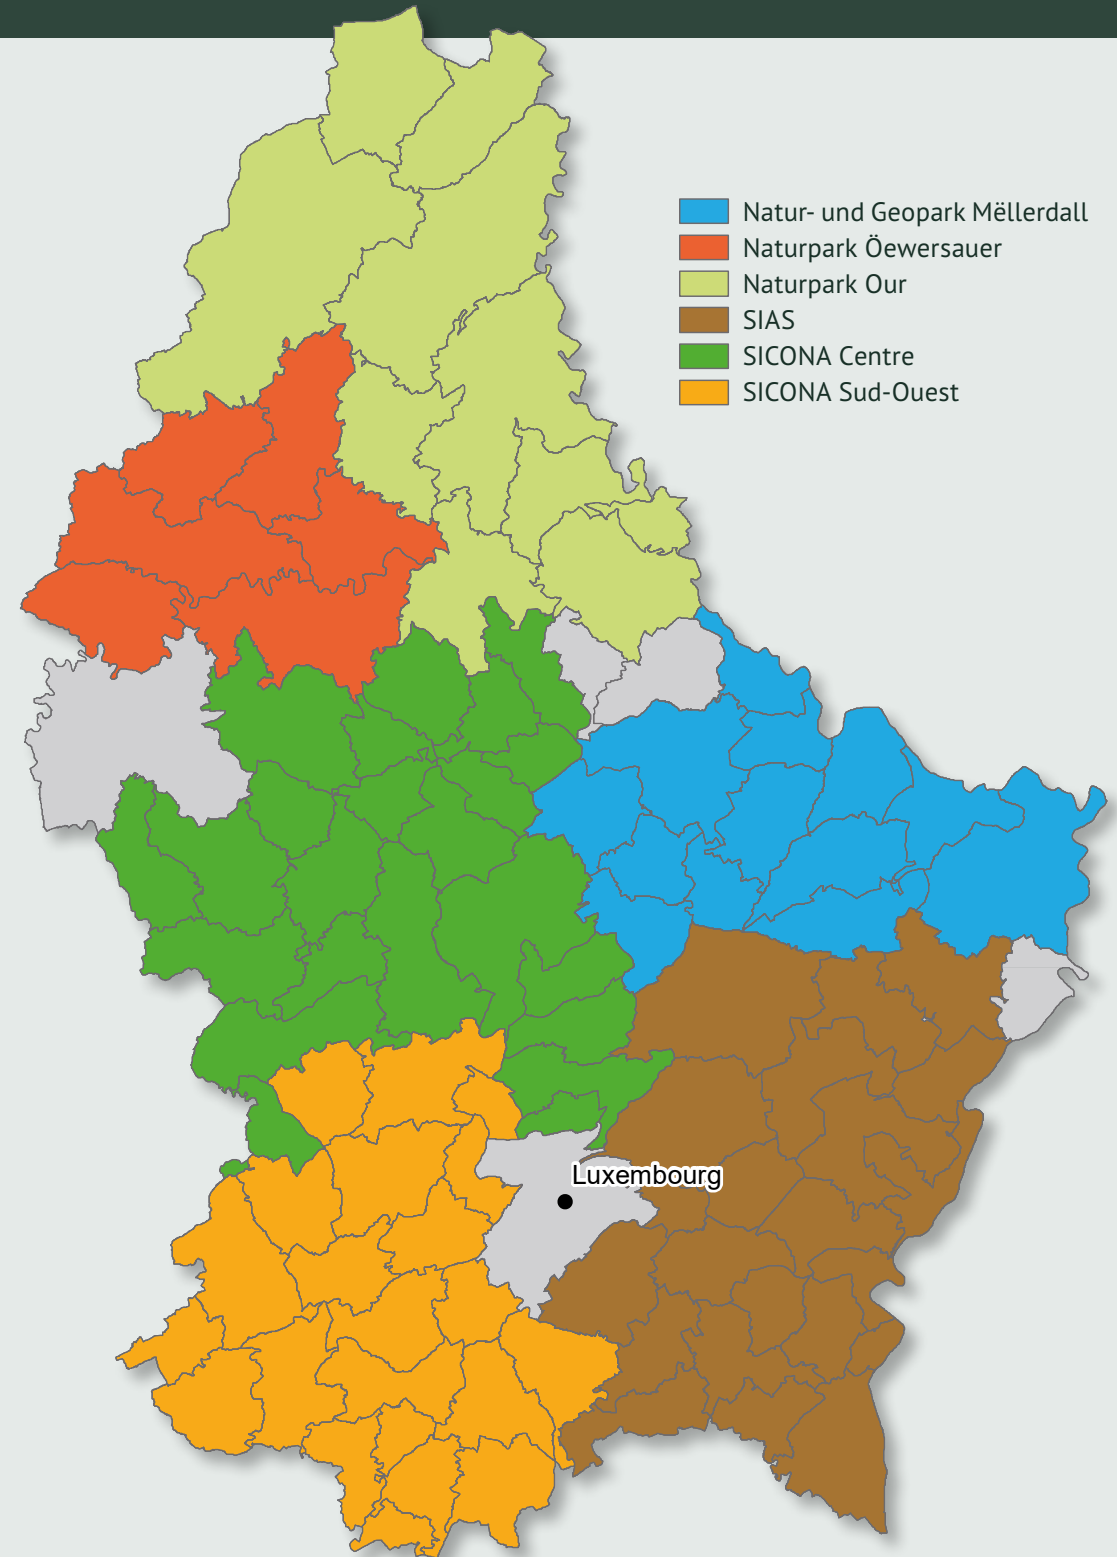 Natur- und Geopark Mëllerdall
Naturpark Öewersauer
Naturpark Our
SIAS
SICONA Centre
SICONA Sud-Ouest
Luxembourg